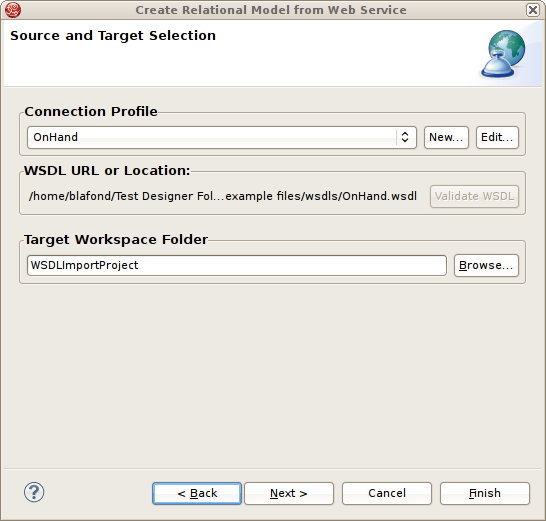 Create Relational Model from Web Service
Source and Target Selection
Connection Profile
OnHand
New...
Edit...
WSDL URL or Location:
/home/blafond/Test Designer Fol...example files/wsdls/OnHand.wsdl
Validate WSDL
Target Workspace Folder
WSDLImportProject
Browse...
?
< Back
Next >
Cancel
Finish